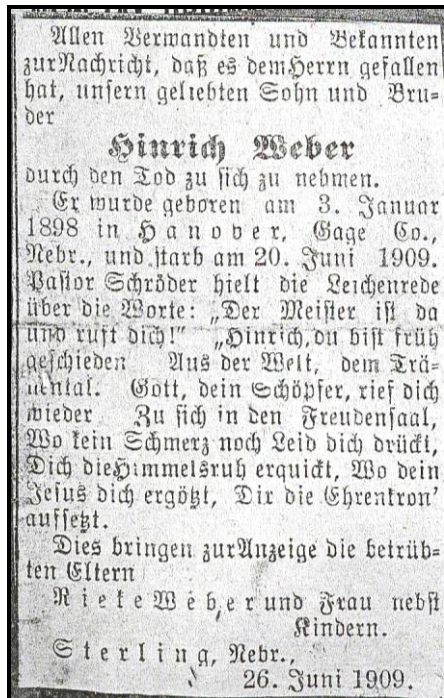 Allen Verwandten und Bekannten
zur Nachricht, daß es dem Herrn gefallen
hat, unsern geliebten Sohn und Bru-
der
Hinrich Weber
durch den Tod zu sich zu nehmen.
Er wurde geboren am 3. Januar
1898 in Hanover, Gage Co.,
Nebr., und starb am 20. Juni 1909.
Pastor Schröder hielt die Leichenrede
über die Worte: „Der Meister ist da
und ruft dich!" „Hinrich, du bist früh
geschieden Aus der Welt, dem Trä-
nental. Gott, dein Schöpfer, rief dich
wieder Zu sich in den Freudensaal,
Wo kein Schmerz noch Leid dich drückt,
Dich die Himmelsruh erquickt, Wo dein
Jesus dich ergötzt, Dir die Ehrenkron'
aufsetzt.
Dies bringen zur Anzeige die betrüb-
ten Eltern
Rieke Weber und Frau nebst
Kindern.
Sterling, Nebr.,
26. Juni 1909.